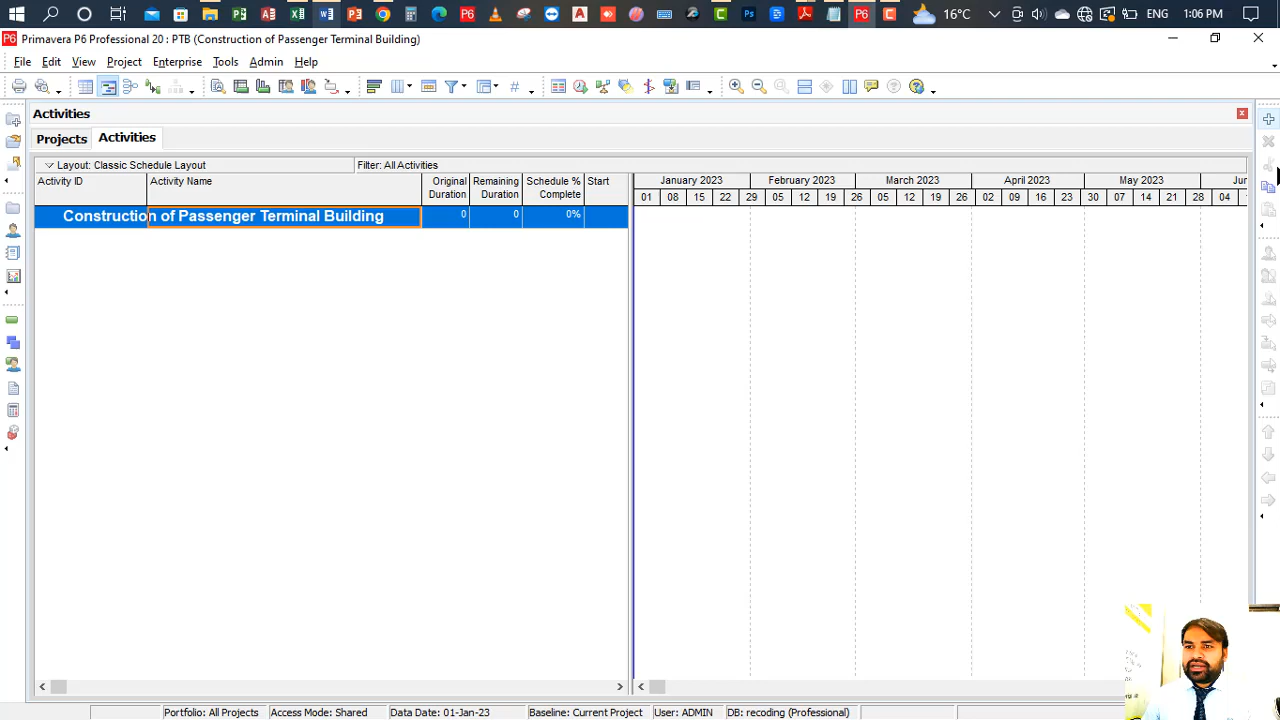 ENG 1:06 PM
16°C
Primavera P6 Professional 20 : PTB (Construction of Passenger Terminal Building)
File Edit View Project Enterprise Tools Admin Help
Activities
Projects Activities
Layout: Classic Schedule Layout Filter: All Activities
Activity ID Activity Name Original Duration Remaining Duration Schedule % Complete Start
January 2023 February 2023 March 2023 April 2023 May 2023 Jun
01 08 15 22 29 05 12 19 26 05 12 19 26 02 09 16 23 30 07 14 21 28 04
Construction of Passenger Terminal Building 0 0 0%
Portfolio: All Projects Access Mode: Shared Data Date: 01-Jan-23 Baseline: Current Project User: ADMIN DB: recoding (Professional)